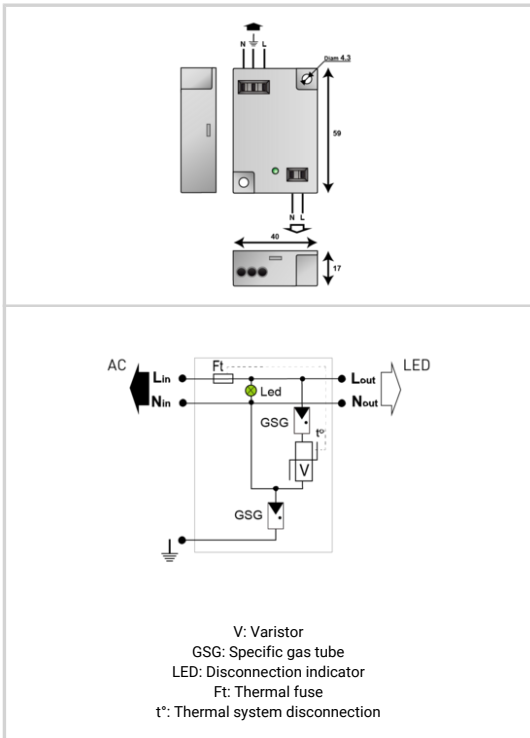 N L
Diam 4.3
59
N L
40
17
AC
Ft
LED
Lin
Lout
Led
Nin
Nout
GSG
t°
V
GSG
V: Varistor
GSG: Specific gas tube
LED: Disconnection indicator
Ft: Thermal fuse
t°: Thermal system disconnection